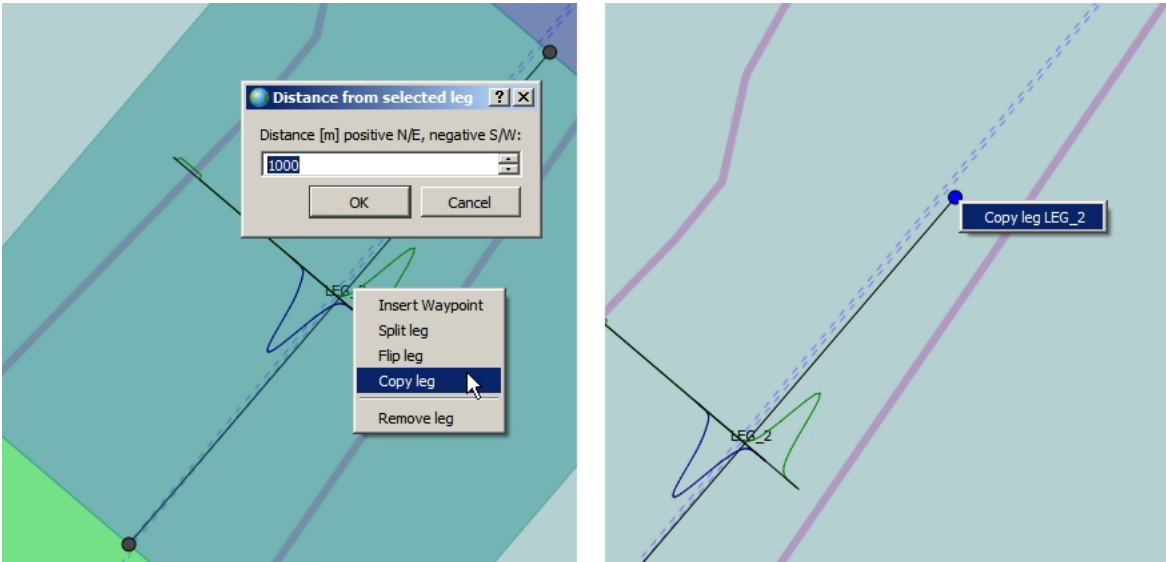 Distance from selected leg
Distance [m] positive N/E, negative S/W:
1000
OK Cancel
LEG_
Insert Waypoint
Split leg
Flip leg
Copy leg
Remove leg
Copy leg LEG_2
LEG_2